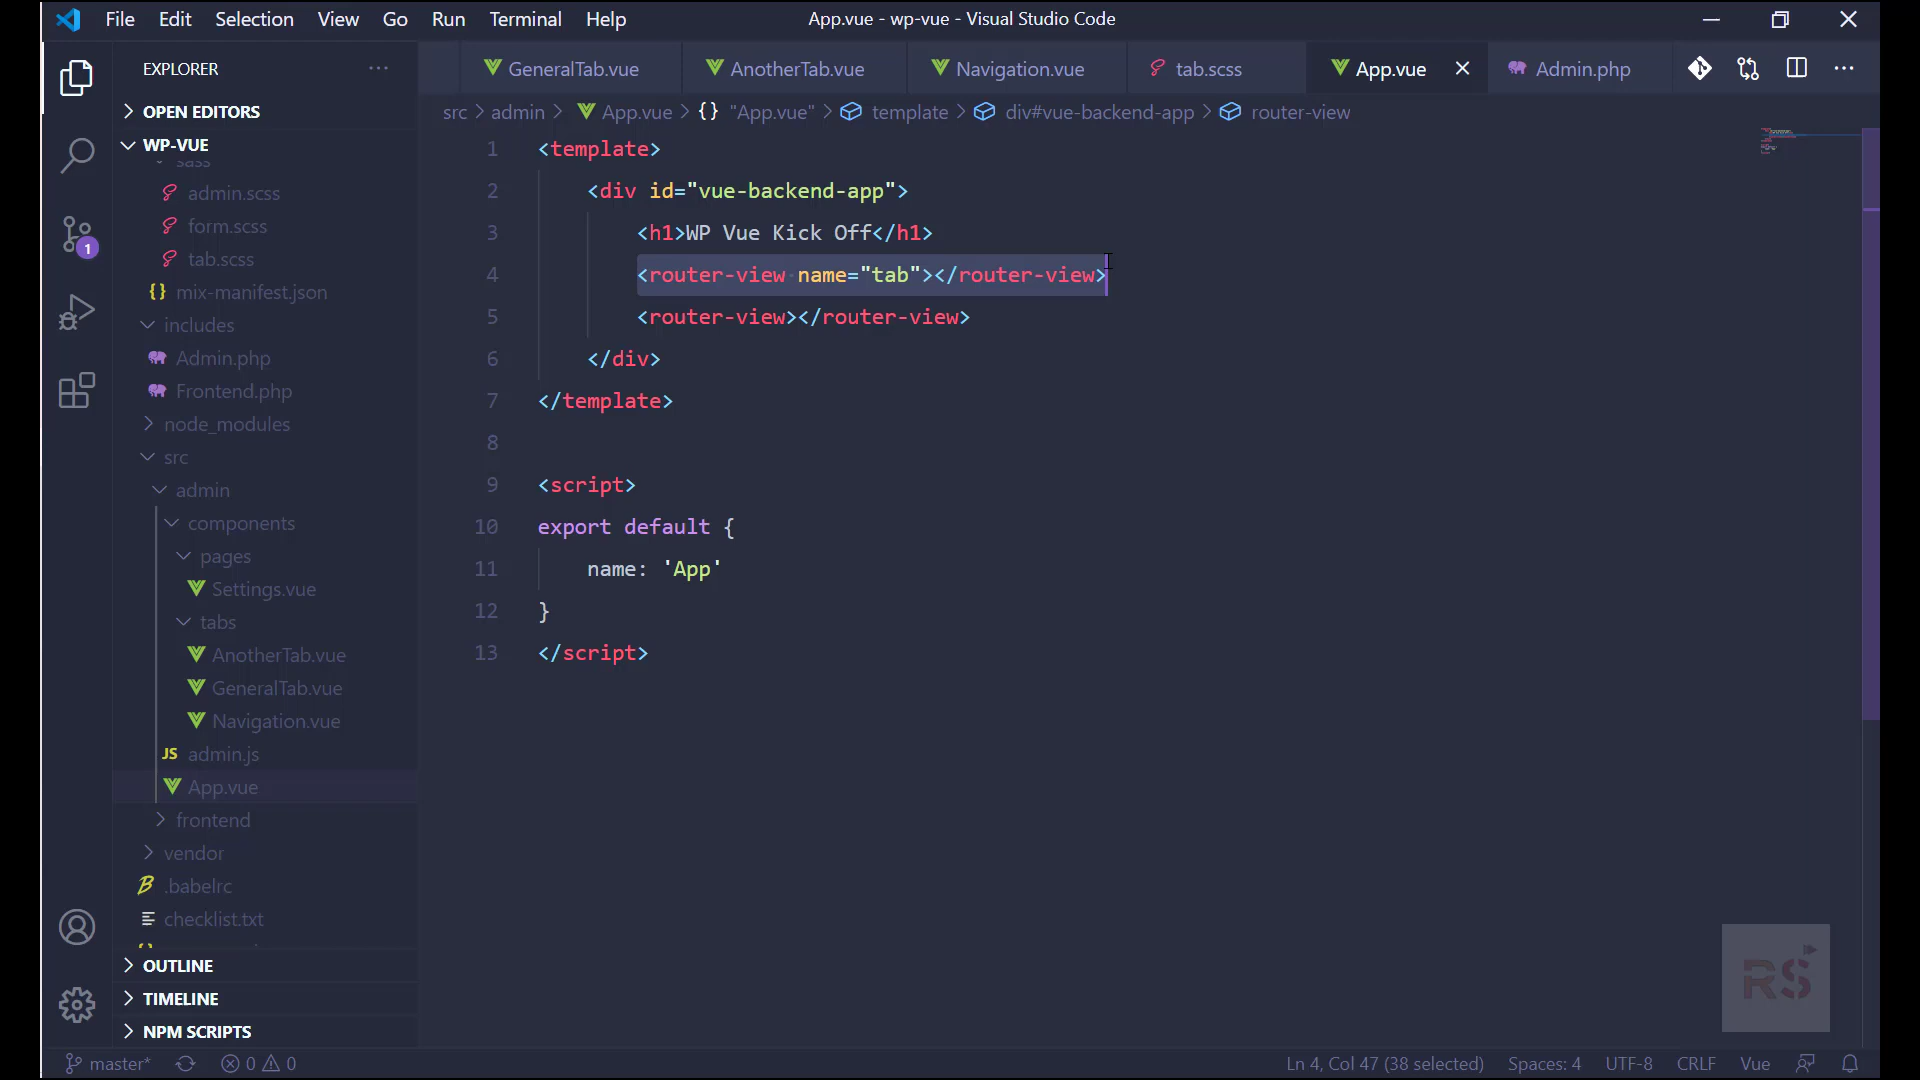 File Edit Selection View Go Run Terminal Help
App.vue - wp-vue - Visual Studio Code
EXPLORER
GeneralTab.vue AnotherTab.vue Navigation.vue tab.scss App.vue Admin.php
OPEN EDITORS
src > admin > App.vue > {} "App.vue" > template > div#vue-backend-app > router-view
WP-VUE
sass
admin.scss
form.scss
tab.scss
{} mix-manifest.json
includes
Admin.php
Frontend.php
node_modules
src
admin
components
pages
Settings.vue
tabs
AnotherTab.vue
GeneralTab.vue
Navigation.vue
JS admin.js
App.vue
frontend
vendor
.babelrc
checklist.txt
OUTLINE
TIMELINE
NPM SCRIPTS
1
1 <template>
2 <div id="vue-backend-app">
3 <h1>WP Vue Kick Off</h1>
4 <router-view name="tab"></router-view>
5 <router-view></router-view>
6 </div>
7 </template>
8
9 <script>
10 export default {
11 name: 'App'
12 }
13 </script>
RS
master* 0 0
Ln 4, Col 47 (38 selected) Spaces: 4 UTF-8 CRLF Vue